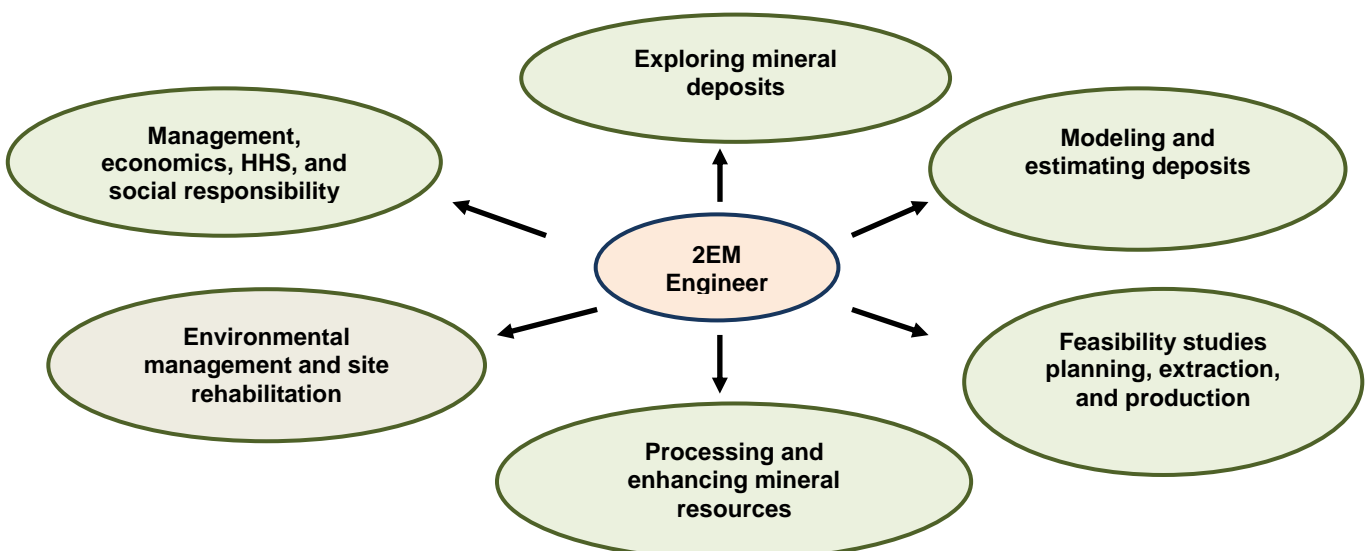 Exploring mineral
deposits
Management,
economics, HHS, and
social responsibility
Modeling and
estimating deposits
2EM
Engineer
Environmental
management and site
rehabilitation
Feasibility studies
planning, extraction,
and production
Processing and
enhancing mineral
resources